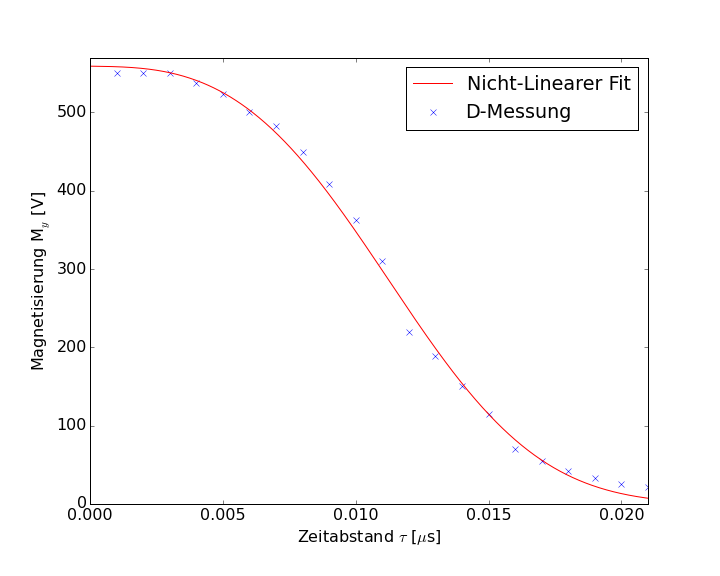 Nicht-Linearer Fit
D-Messung
500
400
300
200
100
0
Magnetisierung M_y [V]
0.000 0.005 0.010 0.015 0.020
Zeitabstand τ [μs]